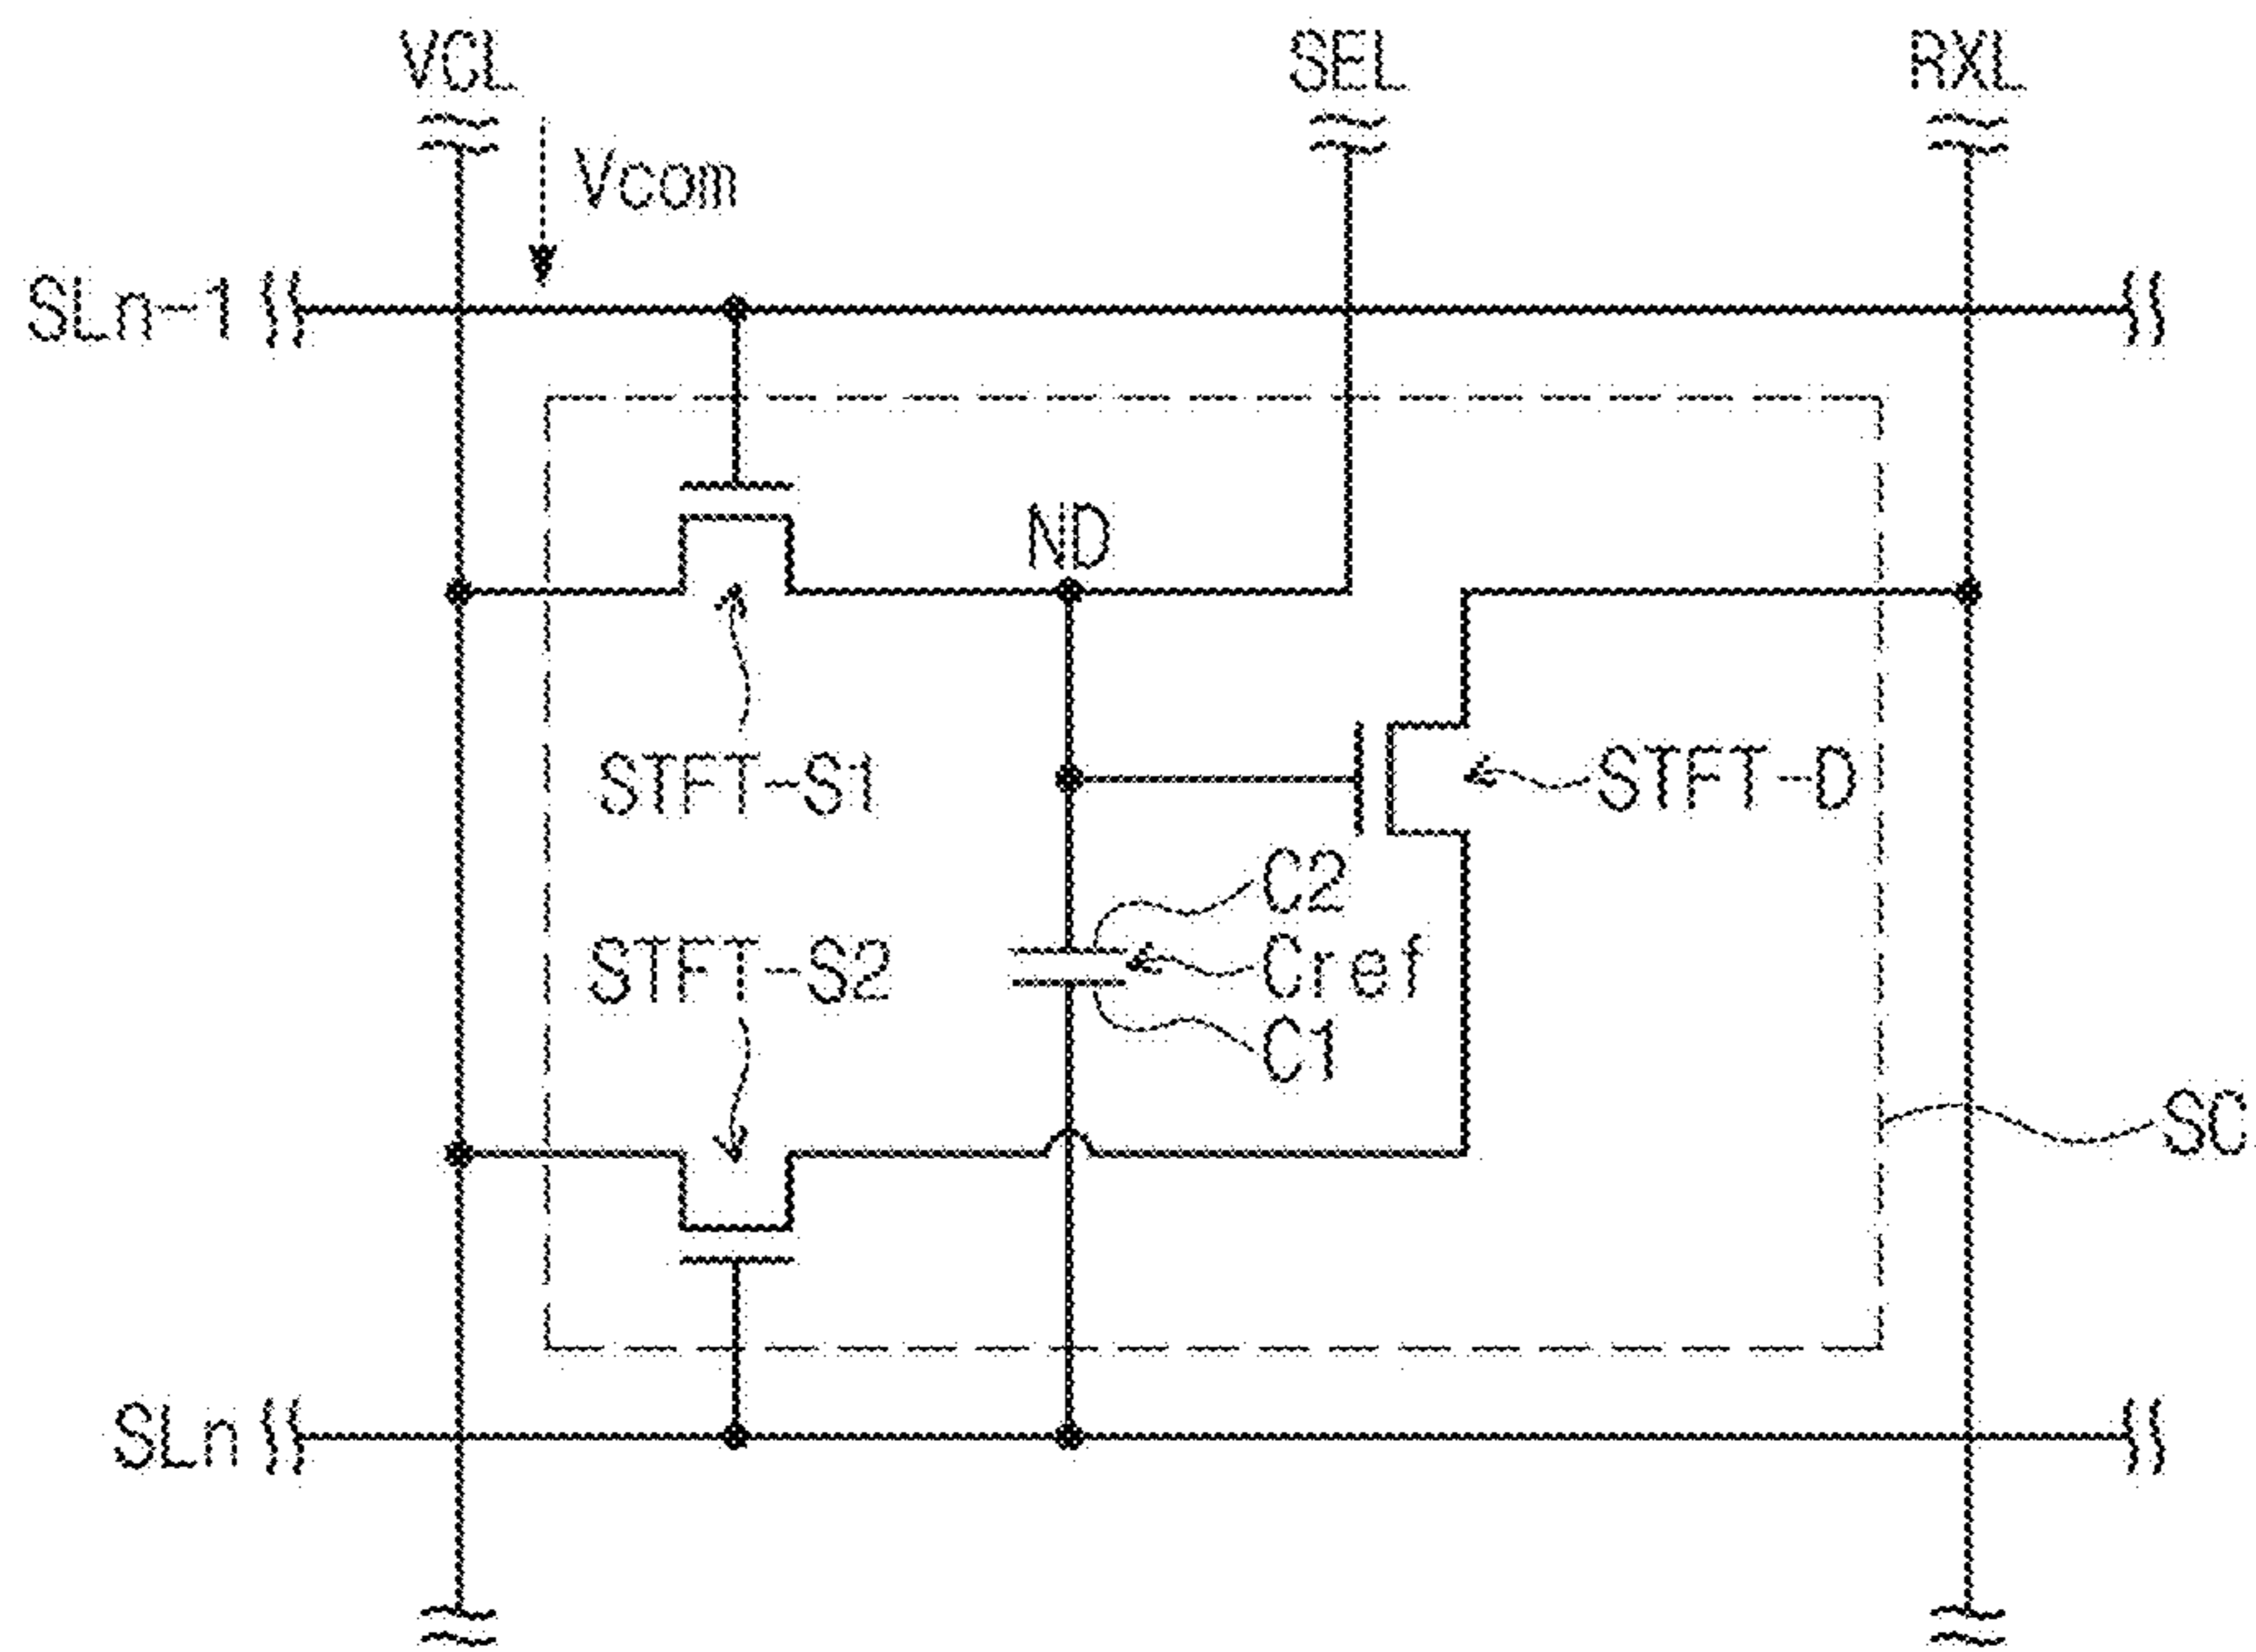 VCL
SEL
RXL
Vcom
SLn-1
ND
STFT-S1
STFT-D
C2
STFT-S2
Cref
C1
SC
SLn